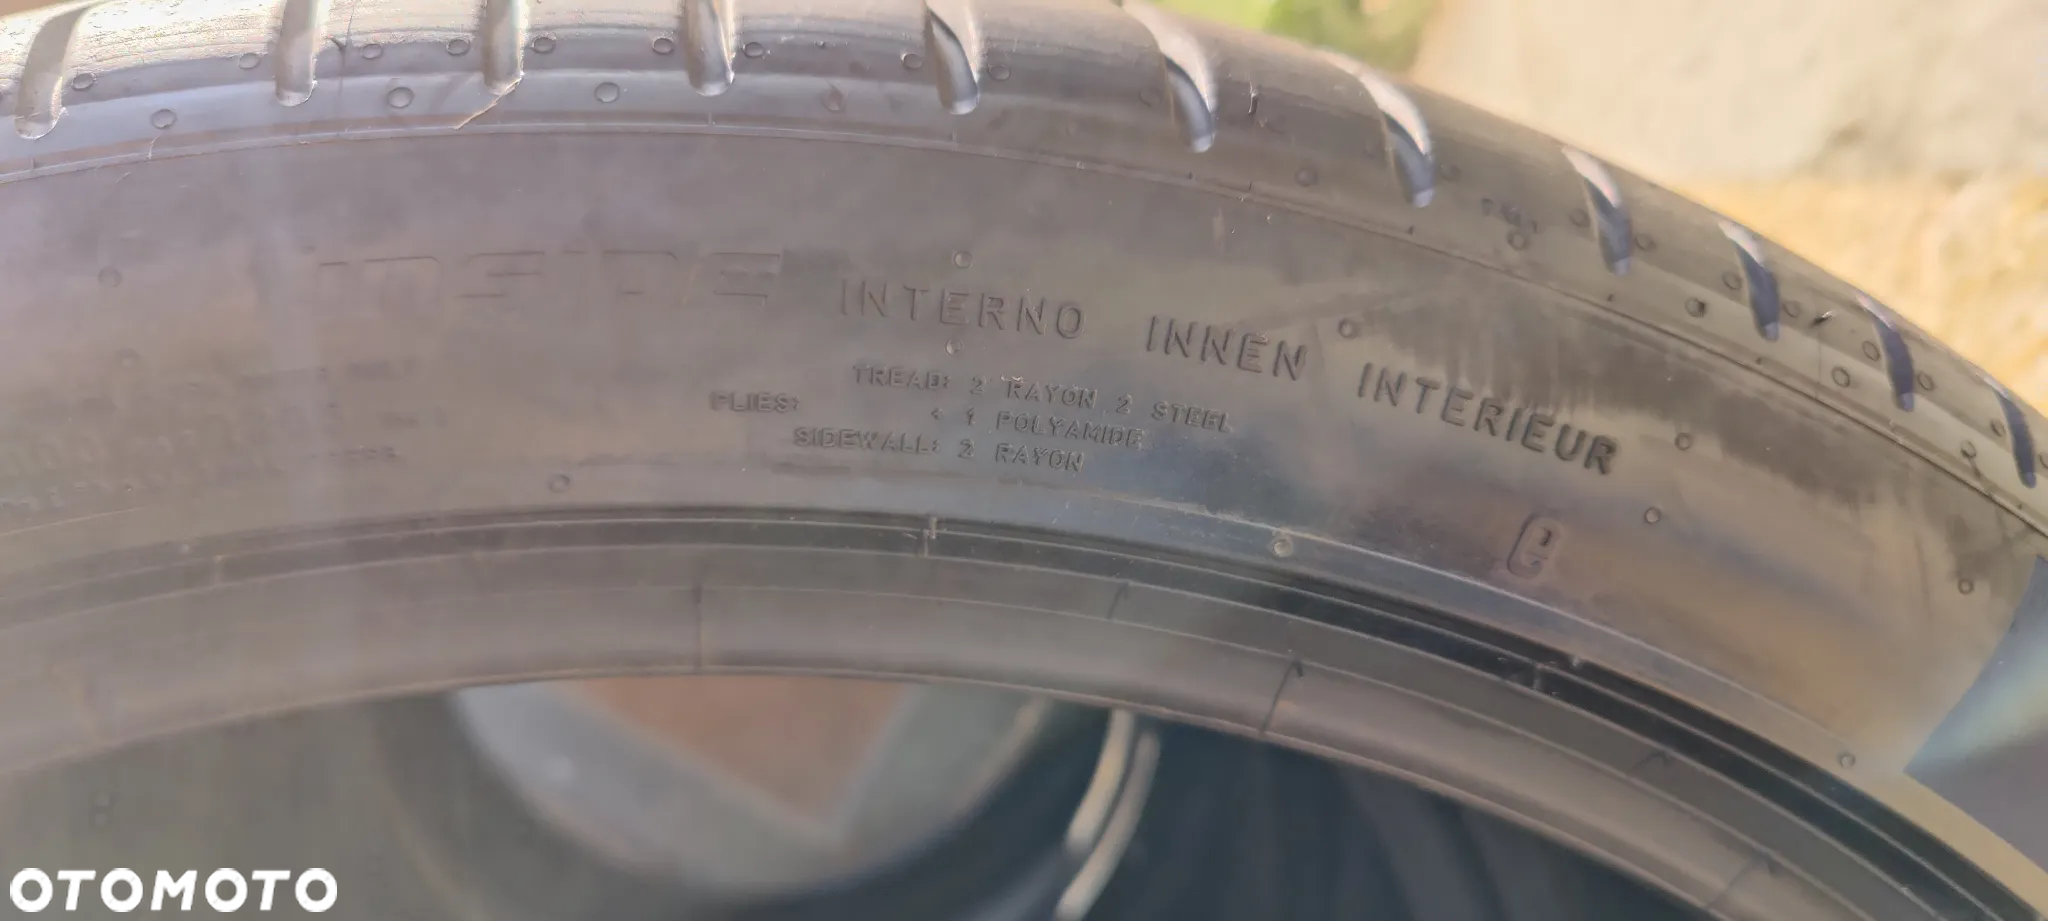 INSIDE INTERNO INNEN INTERIEUR
TREAD: 2 RAYON 2 STEEL
PLIES: + 1 POLYAMIDE
SIDEWALL: 2 RAYON
e
OTOMOTO